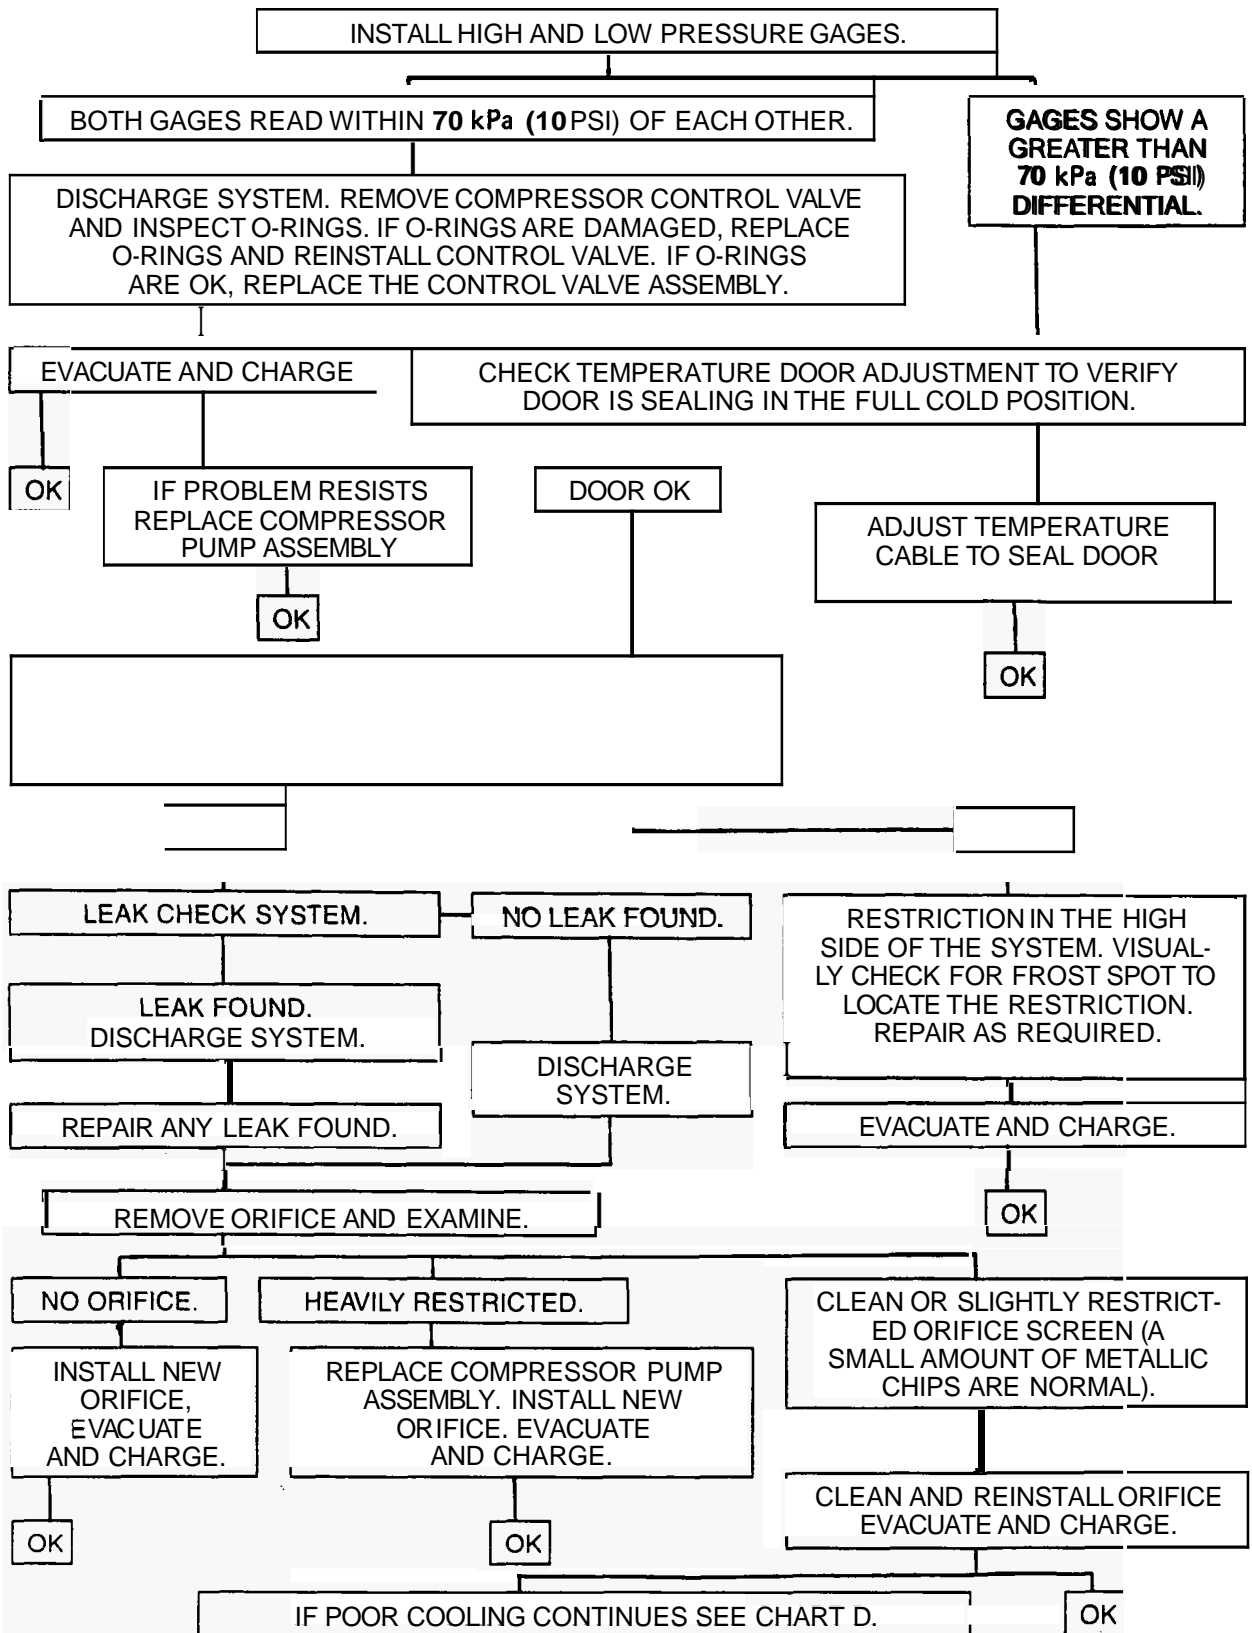 INSTALL HIGH AND LOW PRESSURE GAGES.
BOTH GAGES READ WITHIN 70 kPa (10 PSI) OF EACH OTHER.
GAGES SHOW A
GREATER THAN
70 kPa (10 PSI)
DIFFERENTIAL.
DISCHARGE SYSTEM. REMOVE COMPRESSOR CONTROL VALVE
AND INSPECT O-RINGS. IF O-RINGS ARE DAMAGED, REPLACE
O-RINGS AND REINSTALL CONTROL VALVE. IF O-RINGS
ARE OK, REPLACE THE CONTROL VALVE ASSEMBLY.
EVACUATE AND CHARGE
CHECK TEMPERATURE DOOR ADJUSTMENT TO VERIFY
DOOR IS SEALING IN THE FULL COLD POSITION.
OK
IF PROBLEM RESISTS
REPLACE COMPRESSOR
PUMP ASSEMBLY
DOOR OK
ADJUST TEMPERATURE
CABLE TO SEAL DOOR
OK
OK
LEAK CHECK SYSTEM.
NO LEAK FOUND.
RESTRICTION IN THE HIGH
SIDE OF THE SYSTEM. VISUAL-
LY CHECK FOR FROST SPOT TO
LOCATE THE RESTRICTION.
REPAIR AS REQUIRED.
LEAK FOUND.
DISCHARGE SYSTEM.
DISCHARGE
SYSTEM.
REPAIR ANY LEAK FOUND.
EVACUATE AND CHARGE.
REMOVE ORIFICE AND EXAMINE.
OK
NO ORIFICE.
HEAVILY RESTRICTED.
CLEAN OR SLIGHTLY RESTRICT-
ED ORIFICE SCREEN (A
SMALL AMOUNT OF METALLIC
CHIPS ARE NORMAL).
INSTALL NEW
ORIFICE,
EVACUATE
AND CHARGE.
REPLACE COMPRESSOR PUMP
ASSEMBLY. INSTALL NEW
ORIFICE. EVACUATE
AND CHARGE.
CLEAN AND REINSTALL ORIFICE
EVACUATE AND CHARGE.
OK
OK
IF POOR COOLING CONTINUES SEE CHART D.
OK